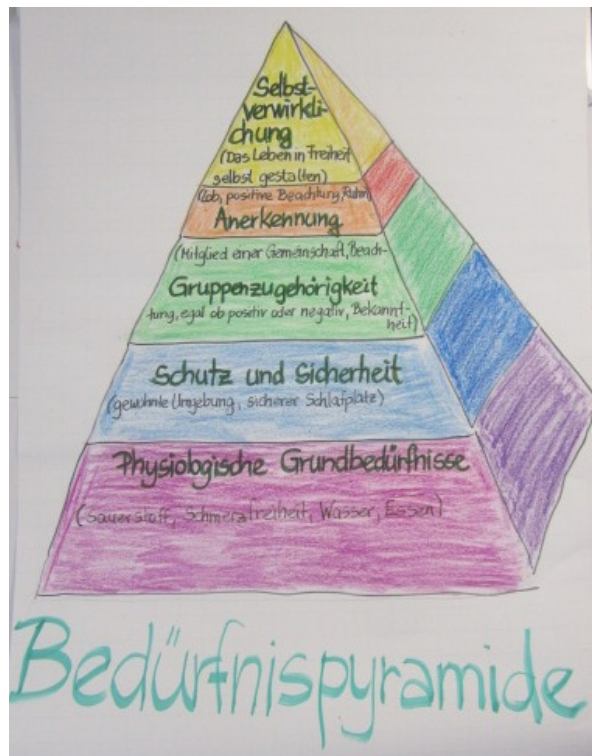 Selbst-
verwirkli-
chung
(Das Leben in Freiheit
selbst gestalten)
(Lob, positive Beachtung, Ruhm)
Anerkennung
(Mitglied einer Gemeinschaft, Beach-
Gruppenzugehörigkeit
tung, egal ob positiv oder negativ, Bekannt-
heit)
Schutz und Sicherheit
(gewohnte Umgebung, sicherer Schlafplatz)
Physiologische Grundbedürfnisse
(Sauerstoff, Schmerzfreiheit, Wasser, Essen)
Bedürfnispyramide